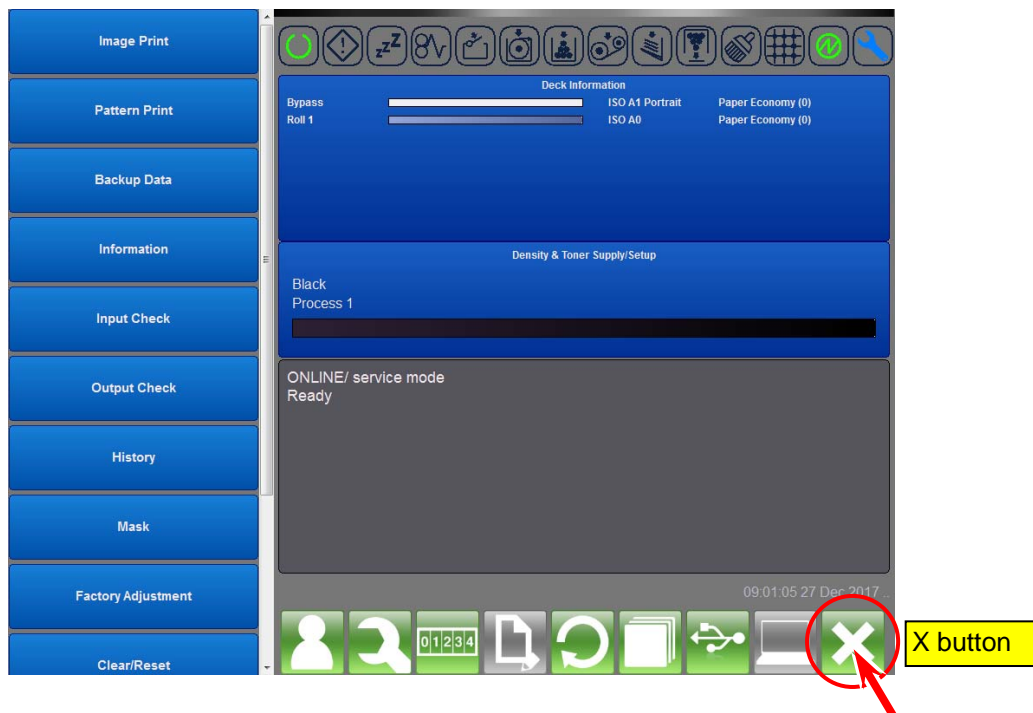 Image Print
Pattern Print
Backup Data
Information
Input Check
Output Check
History
Mask
Factory Adjustment
Clear/Reset
zzZ
Deck Information
Bypass ISO A1 Portrait Paper Economy (0)
Roll 1 ISO A0 Paper Economy (0)
Density & Toner Supply/Setup
Black
Process 1
ONLINE/ service mode
Ready
09:01:05 27 Dec 2017 ..
01234
X button